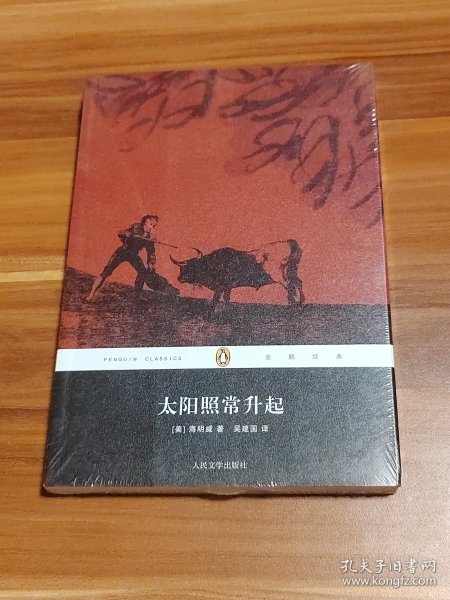 PENGUIN CLASSICS
企鹅经典
太阳照常升起
[美] 海明威 著 吴建国 译
人民文学出版社
孔夫子旧书网
www.kongfz.com